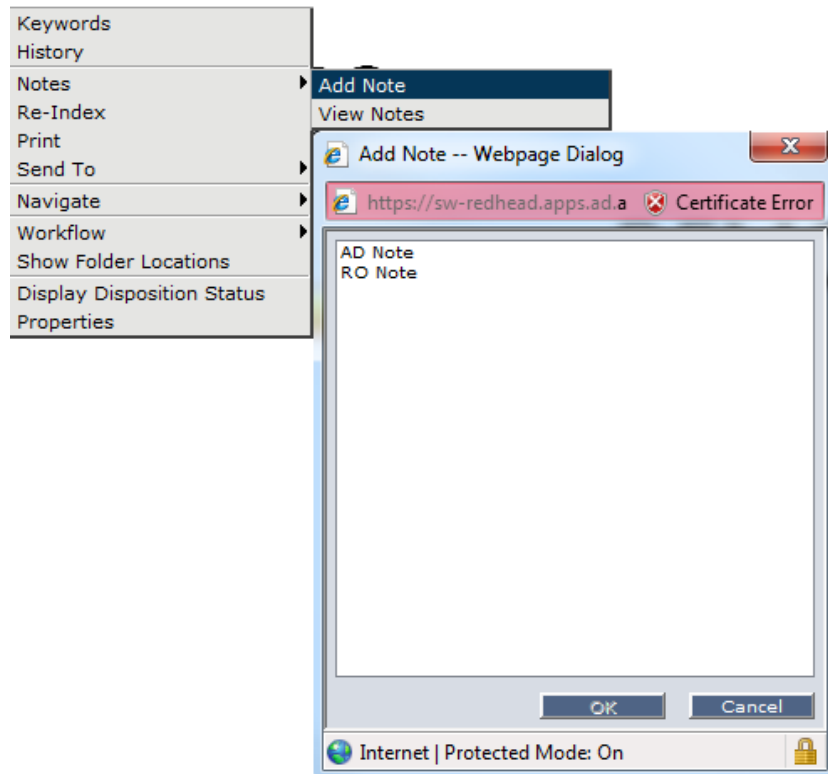 Keywords
History
Notes
Re-Index
Print
Send To
Navigate
Workflow
Show Folder Locations
Display Disposition Status
Properties
Add Note
View Notes
Add Note -- Webpage Dialog
https://sw-redhead.apps.ad.a
Certificate Error
AD Note
RO Note
OK
Cancel
Internet | Protected Mode: On